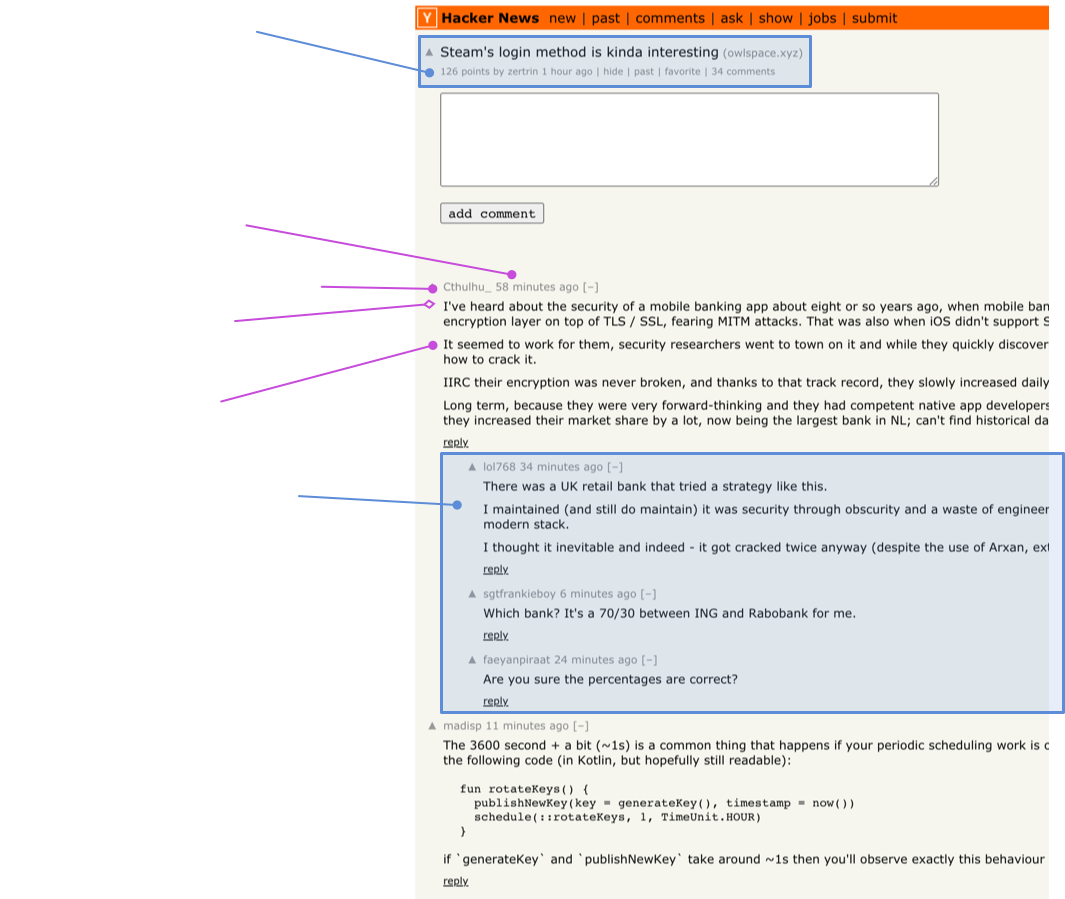 Y Hacker News new | past | comments | ask | show | jobs | submit
▲ Steam's login method is kinda interesting (owlspace.xyz)
126 points by zertrin 1 hour ago | hide | past | favorite | 34 comments
add comment
Cthulhu_ 58 minutes ago [–]
I've heard about the security of a mobile banking app about eight or so years ago, when mobile ban
encryption layer on top of TLS / SSL, fearing MITM attacks. That was also when iOS didn't support S
It seemed to work for them, security researchers went to town on it and while they quickly discover
how to crack it.
IIRC their encryption was never broken, and thanks to that track record, they slowly increased daily
Long term, because they were very forward-thinking and they had competent native app developers
they increased their market share by a lot, now being the largest bank in NL; can't find historical da
reply
▲ lol768 34 minutes ago [–]
There was a UK retail bank that tried a strategy like this.
I maintained (and still do maintain) it was security through obscurity and a waste of engineer
modern stack.
I thought it inevitable and indeed - it got cracked twice anyway (despite the use of Arxan, ext
reply
▲ sgtfrankieboy 6 minutes ago [–]
Which bank? It's a 70/30 between ING and Rabobank for me.
reply
▲ faeyanpiraat 24 minutes ago [–]
Are you sure the percentages are correct?
reply
▲ madisp 11 minutes ago [–]
The 3600 second + a bit (~1s) is a common thing that happens if your periodic scheduling work is c
the following code (in Kotlin, but hopefully still readable):
fun rotateKeys() {
publishNewKey(key = generateKey(), timestamp = now())
schedule(::rotateKeys, 1, TimeUnit.HOUR)
}
if `generateKey` and `publishNewKey` take around ~1s then you'll observe exactly this behaviour
reply